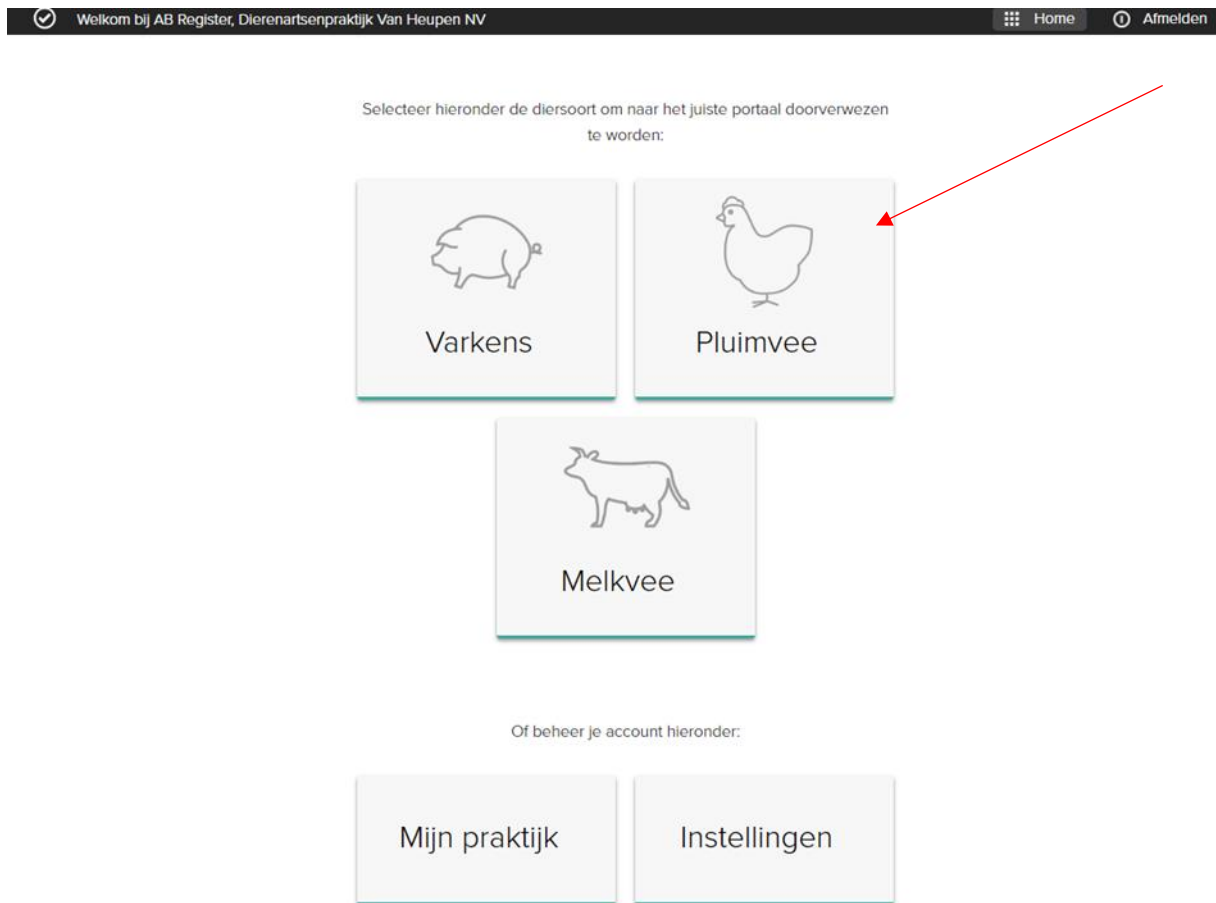 Welkom bij AB Register, Dierenartsenpraktijk Van Heupen NV
Home
Afmelden
Selecteer hieronder de diersoort om naar het juiste portaal doorverwezen
te worden:
Varkens
Pluimvee
Melkvee
Of beheer je account hieronder:
Mijn praktijk
Instellingen